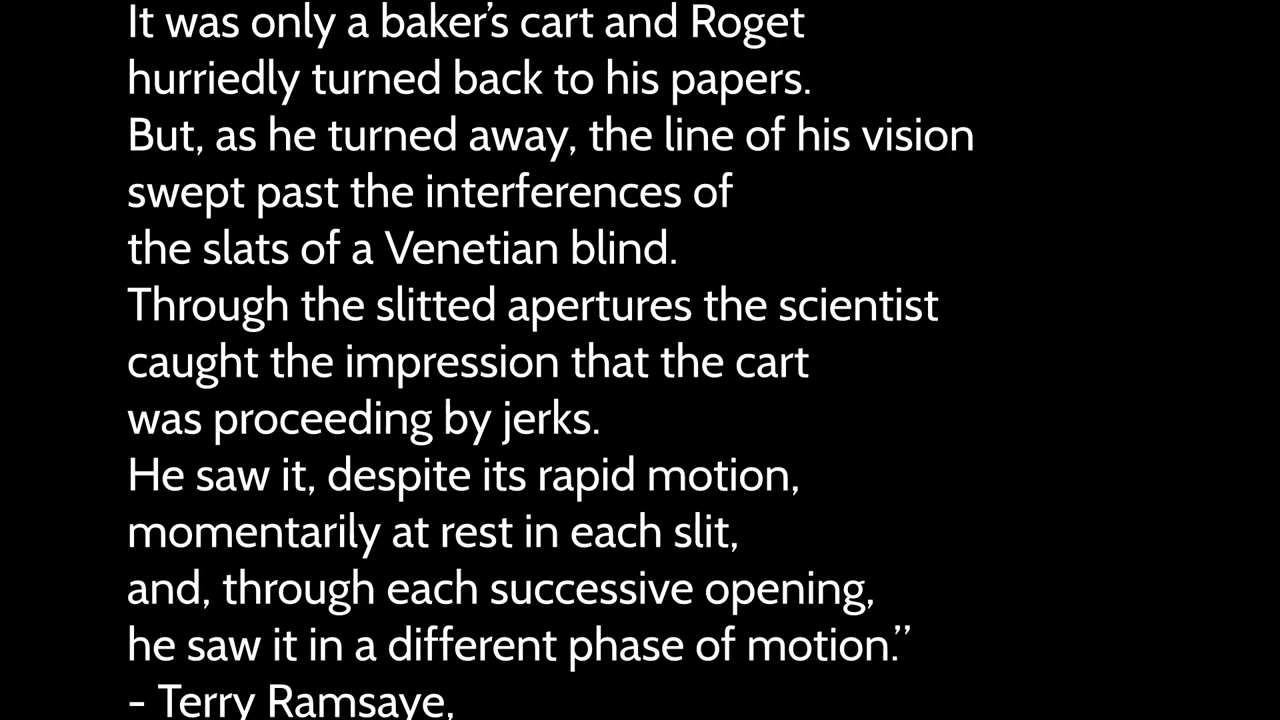 It was only a baker’s cart and Roget
hurriedly turned back to his papers.
But, as he turned away, the line of his vision
swept past the interferences of
the slats of a Venetian blind.
Through the slitted apertures the scientist
caught the impression that the cart
was proceeding by jerks.
He saw it, despite its rapid motion,
momentarily at rest in each slit,
and, through each successive opening,
he saw it in a different phase of motion.”
- Terry Ramsaye,